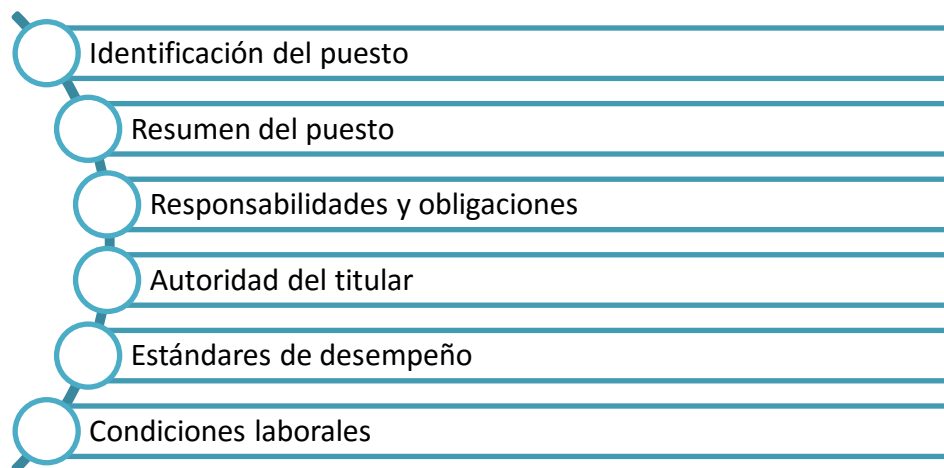 Identificación del puesto
Resumen del puesto
Responsabilidades y obligaciones
Autoridad del titular
Estándares de desempeño
Condiciones laborales